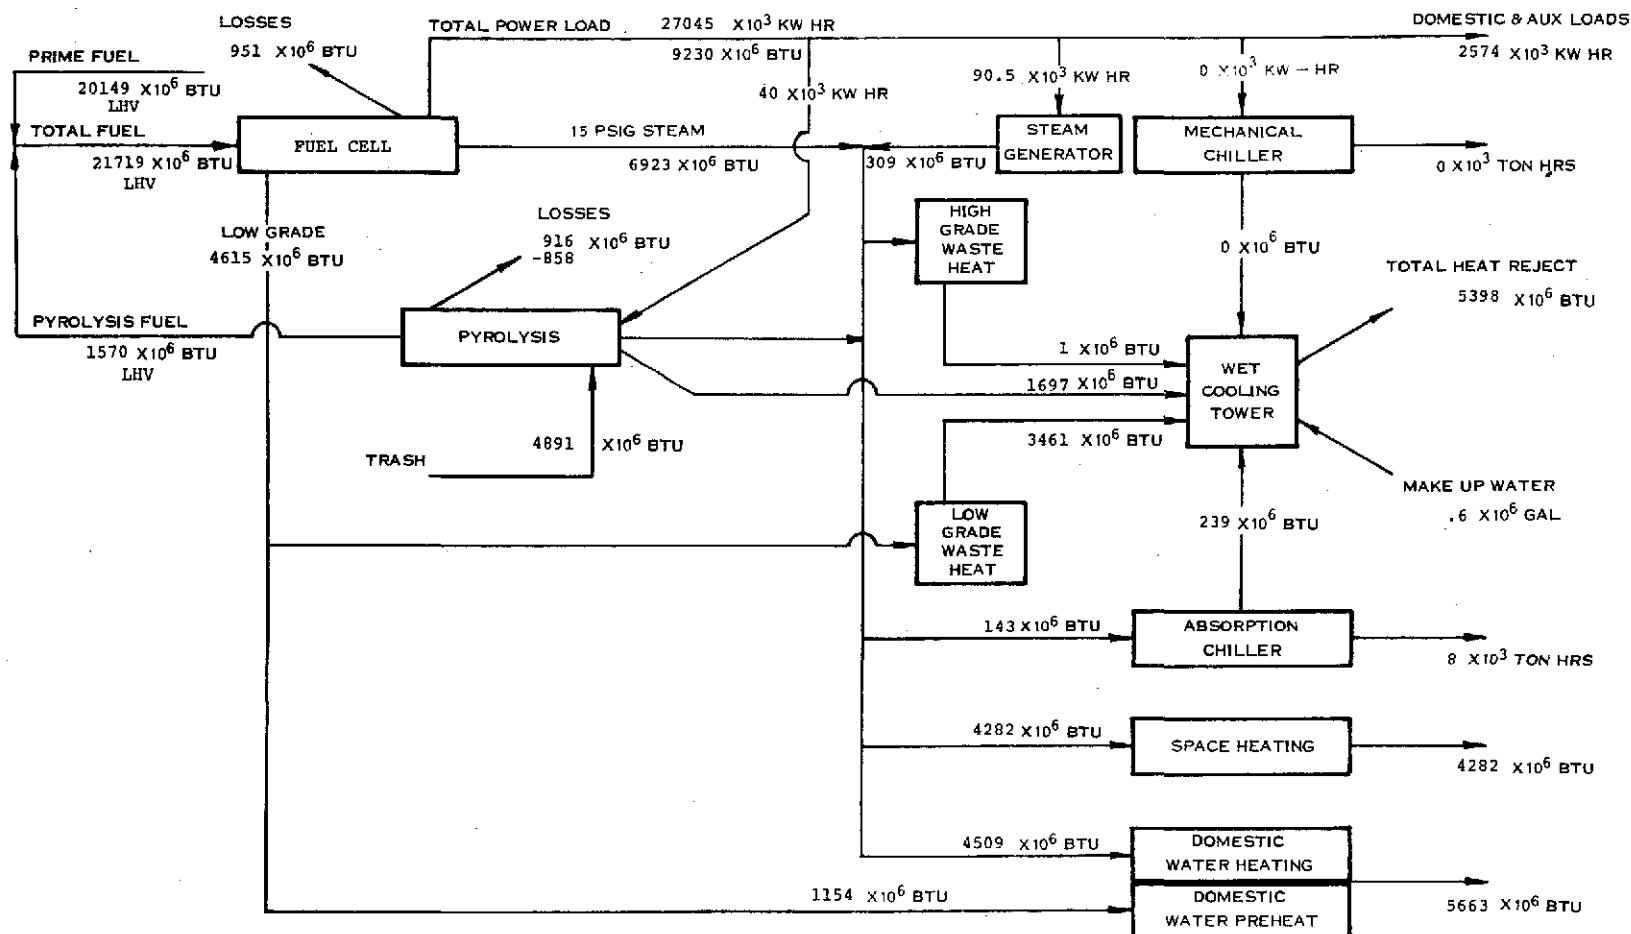 LOSSES
951 X10⁶ BTU
TOTAL POWER LOAD
27045 X10³ KW HR
9230 X10⁶ BTU
DOMESTIC & AUX LOADS
2574 X10³ KW HR
PRIME FUEL
20149 X10⁶ BTU
LHV
TOTAL FUEL
21719 X10⁶ BTU
LHV
FUEL CELL
15 PSIG STEAM
6923 X10⁶ BTU
40 X10³ KW HR
90.5 X10³ KW HR
0 X10³ KW - HR
STEAM
GENERATOR
309 X10⁶ BTU
MECHANICAL
CHILLER
0 X10³ TON HRS
LOW GRADE
4615 X10⁶ BTU
LOSSES
916 X10⁶ BTU
-858
HIGH
GRADE
WASTE
HEAT
0 X10⁶ BTU
TOTAL HEAT REJECT
5398 X10⁶ BTU
PYROLYSIS FUEL
1570 X10⁶ BTU
LHV
PYROLYSIS
1 X10⁶ BTU
1697 X10⁶ BTU
3461 X10⁶ BTU
WET
COOLING
TOWER
TRASH
4891 X10⁶ BTU
MAKE UP WATER
.6 X10⁶ GAL
LOW
GRADE
WASTE
HEAT
239 X10⁶ BTU
143 X10⁶ BTU
ABSORPTION
CHILLER
8 X10³ TON HRS
4282 X10⁶ BTU
SPACE HEATING
4282 X10⁶ BTU
4509 X10⁶ BTU
DOMESTIC
WATER HEATING
1154 X10⁶ BTU
DOMESTIC
WATER PREHEAT
5663 X10⁶ BTU